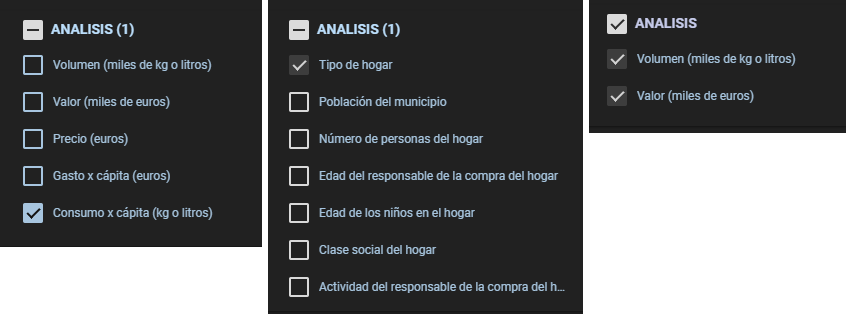 ANALISIS (1)
Volumen (miles de kg o litros)
Valor (miles de euros)
Precio (euros)
Gasto x cápita (euros)
Consumo x cápita (kg o litros)
ANALISIS (1)
Tipo de hogar
Población del municipio
Número de personas del hogar
Edad del responsable de la compra del hogar
Edad de los niños en el hogar
Clase social del hogar
Actividad del responsable de la compra del h...
ANALISIS
Volumen (miles de kg o litros)
Valor (miles de euros)